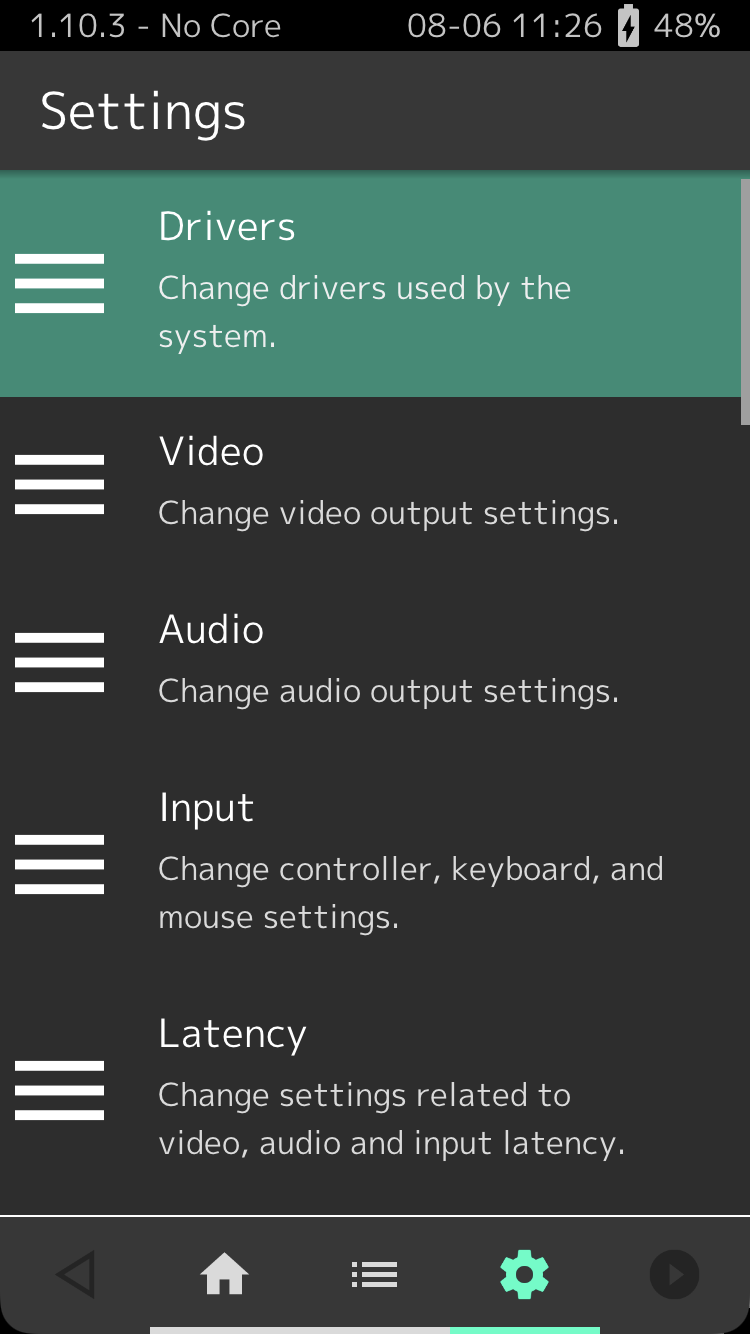 1.10.3 - No Core 08-06 11:26 48%
Settings
Drivers
Change drivers used by the
system.
Video
Change video output settings.
Audio
Change audio output settings.
Input
Change controller, keyboard, and
mouse settings.
Latency
Change settings related to
video, audio and input latency.